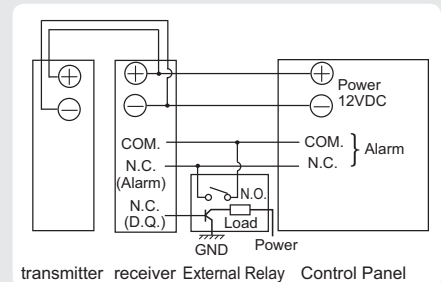 +
+
+
Power
12VDC
−
−
−
COM.
COM.
} Alarm
N.C.
(Alarm)
N.C.
N.O.
N.C.
(D.Q.)
Load
GND
Power
transmitter receiver External Relay Control Panel